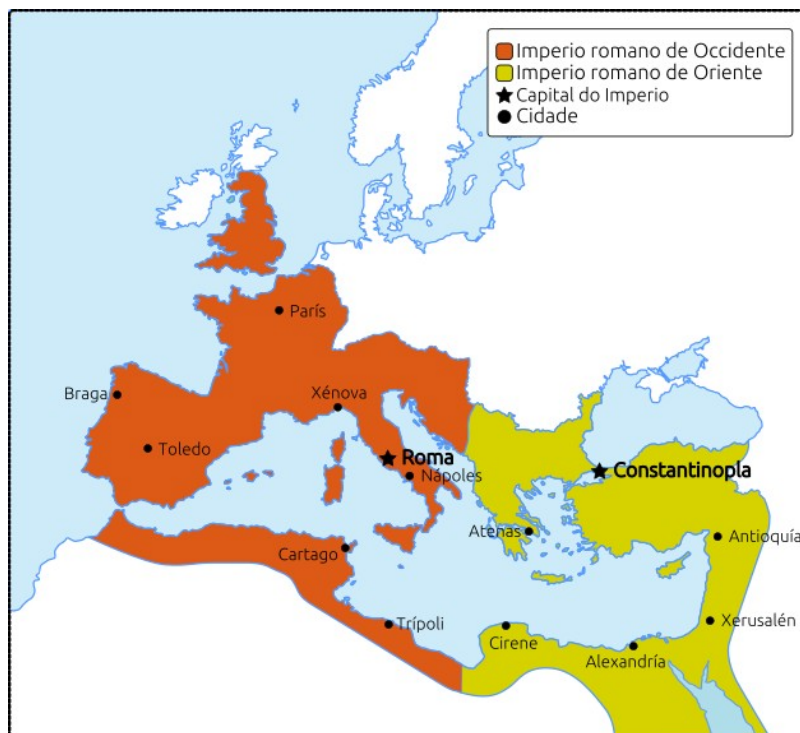 Imperio romano de Occidente
Imperio romano de Oriente
Capital do Imperio
Cidade
París
Braga
Xénova
Toledo
Roma
Nápoles
Constantinopla
Atenas
Antioquía
Cartago
Trípoli
Cirene
Xerusalén
Alexandría